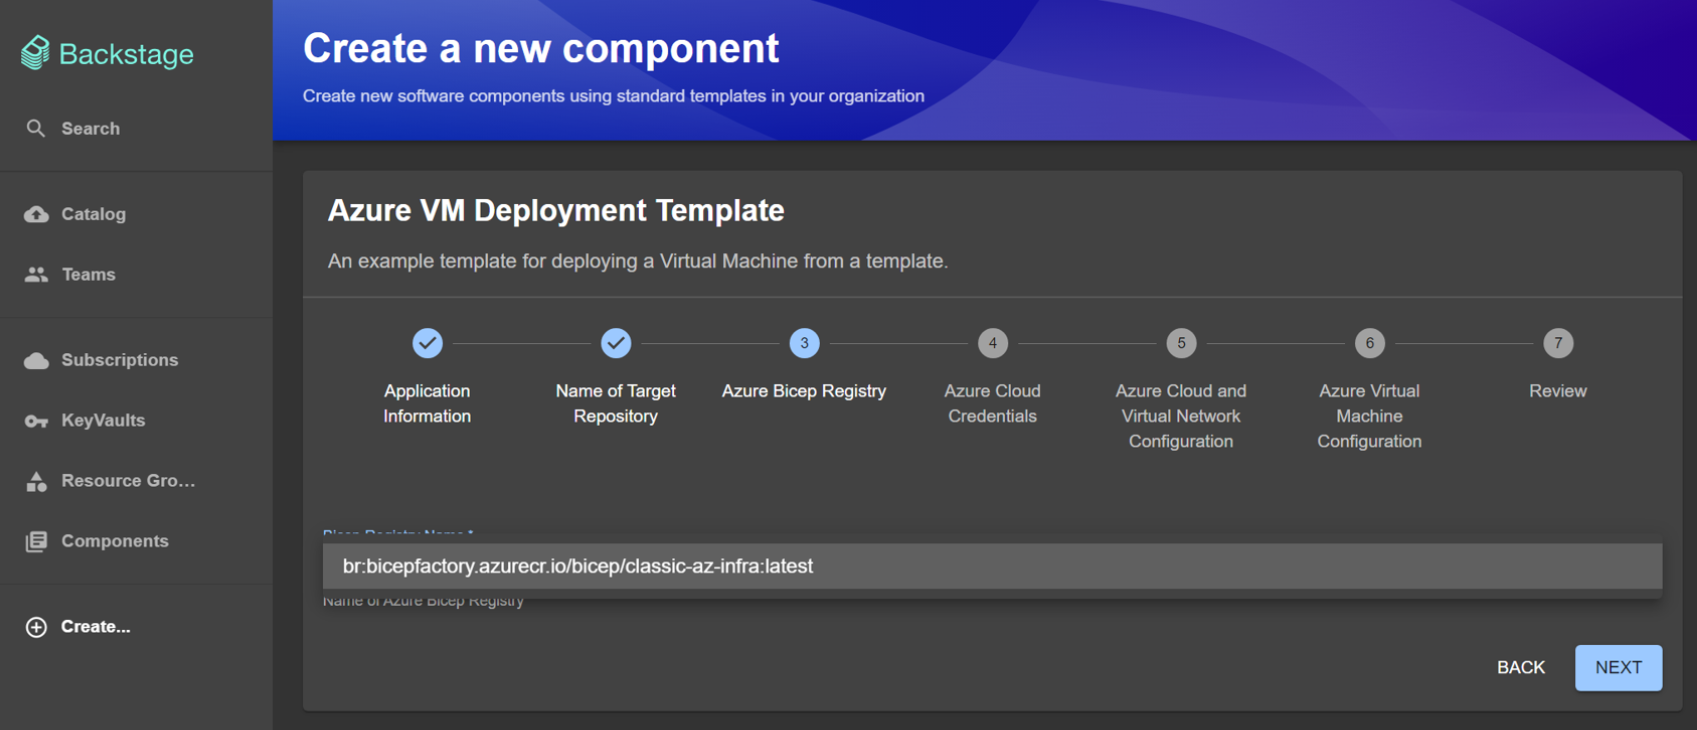 Backstage
Search
Catalog
Teams
Subscriptions
KeyVaults
Resource Gro...
Components
Create...
Create a new component
Create new software components using standard templates in your organization
Azure VM Deployment Template
An example template for deploying a Virtual Machine from a template.
3
4
5
6
7
Application
Information
Name of Target
Repository
Azure Bicep Registry
Azure Cloud
Credentials
Azure Cloud and
Virtual Network
Configuration
Azure Virtual
Machine
Configuration
Review
Bicep Registry Name *
br:bicepfactory.azurecr.io/bicep/classic-az-infra:latest
Name of Azure Bicep Registry
BACK
NEXT